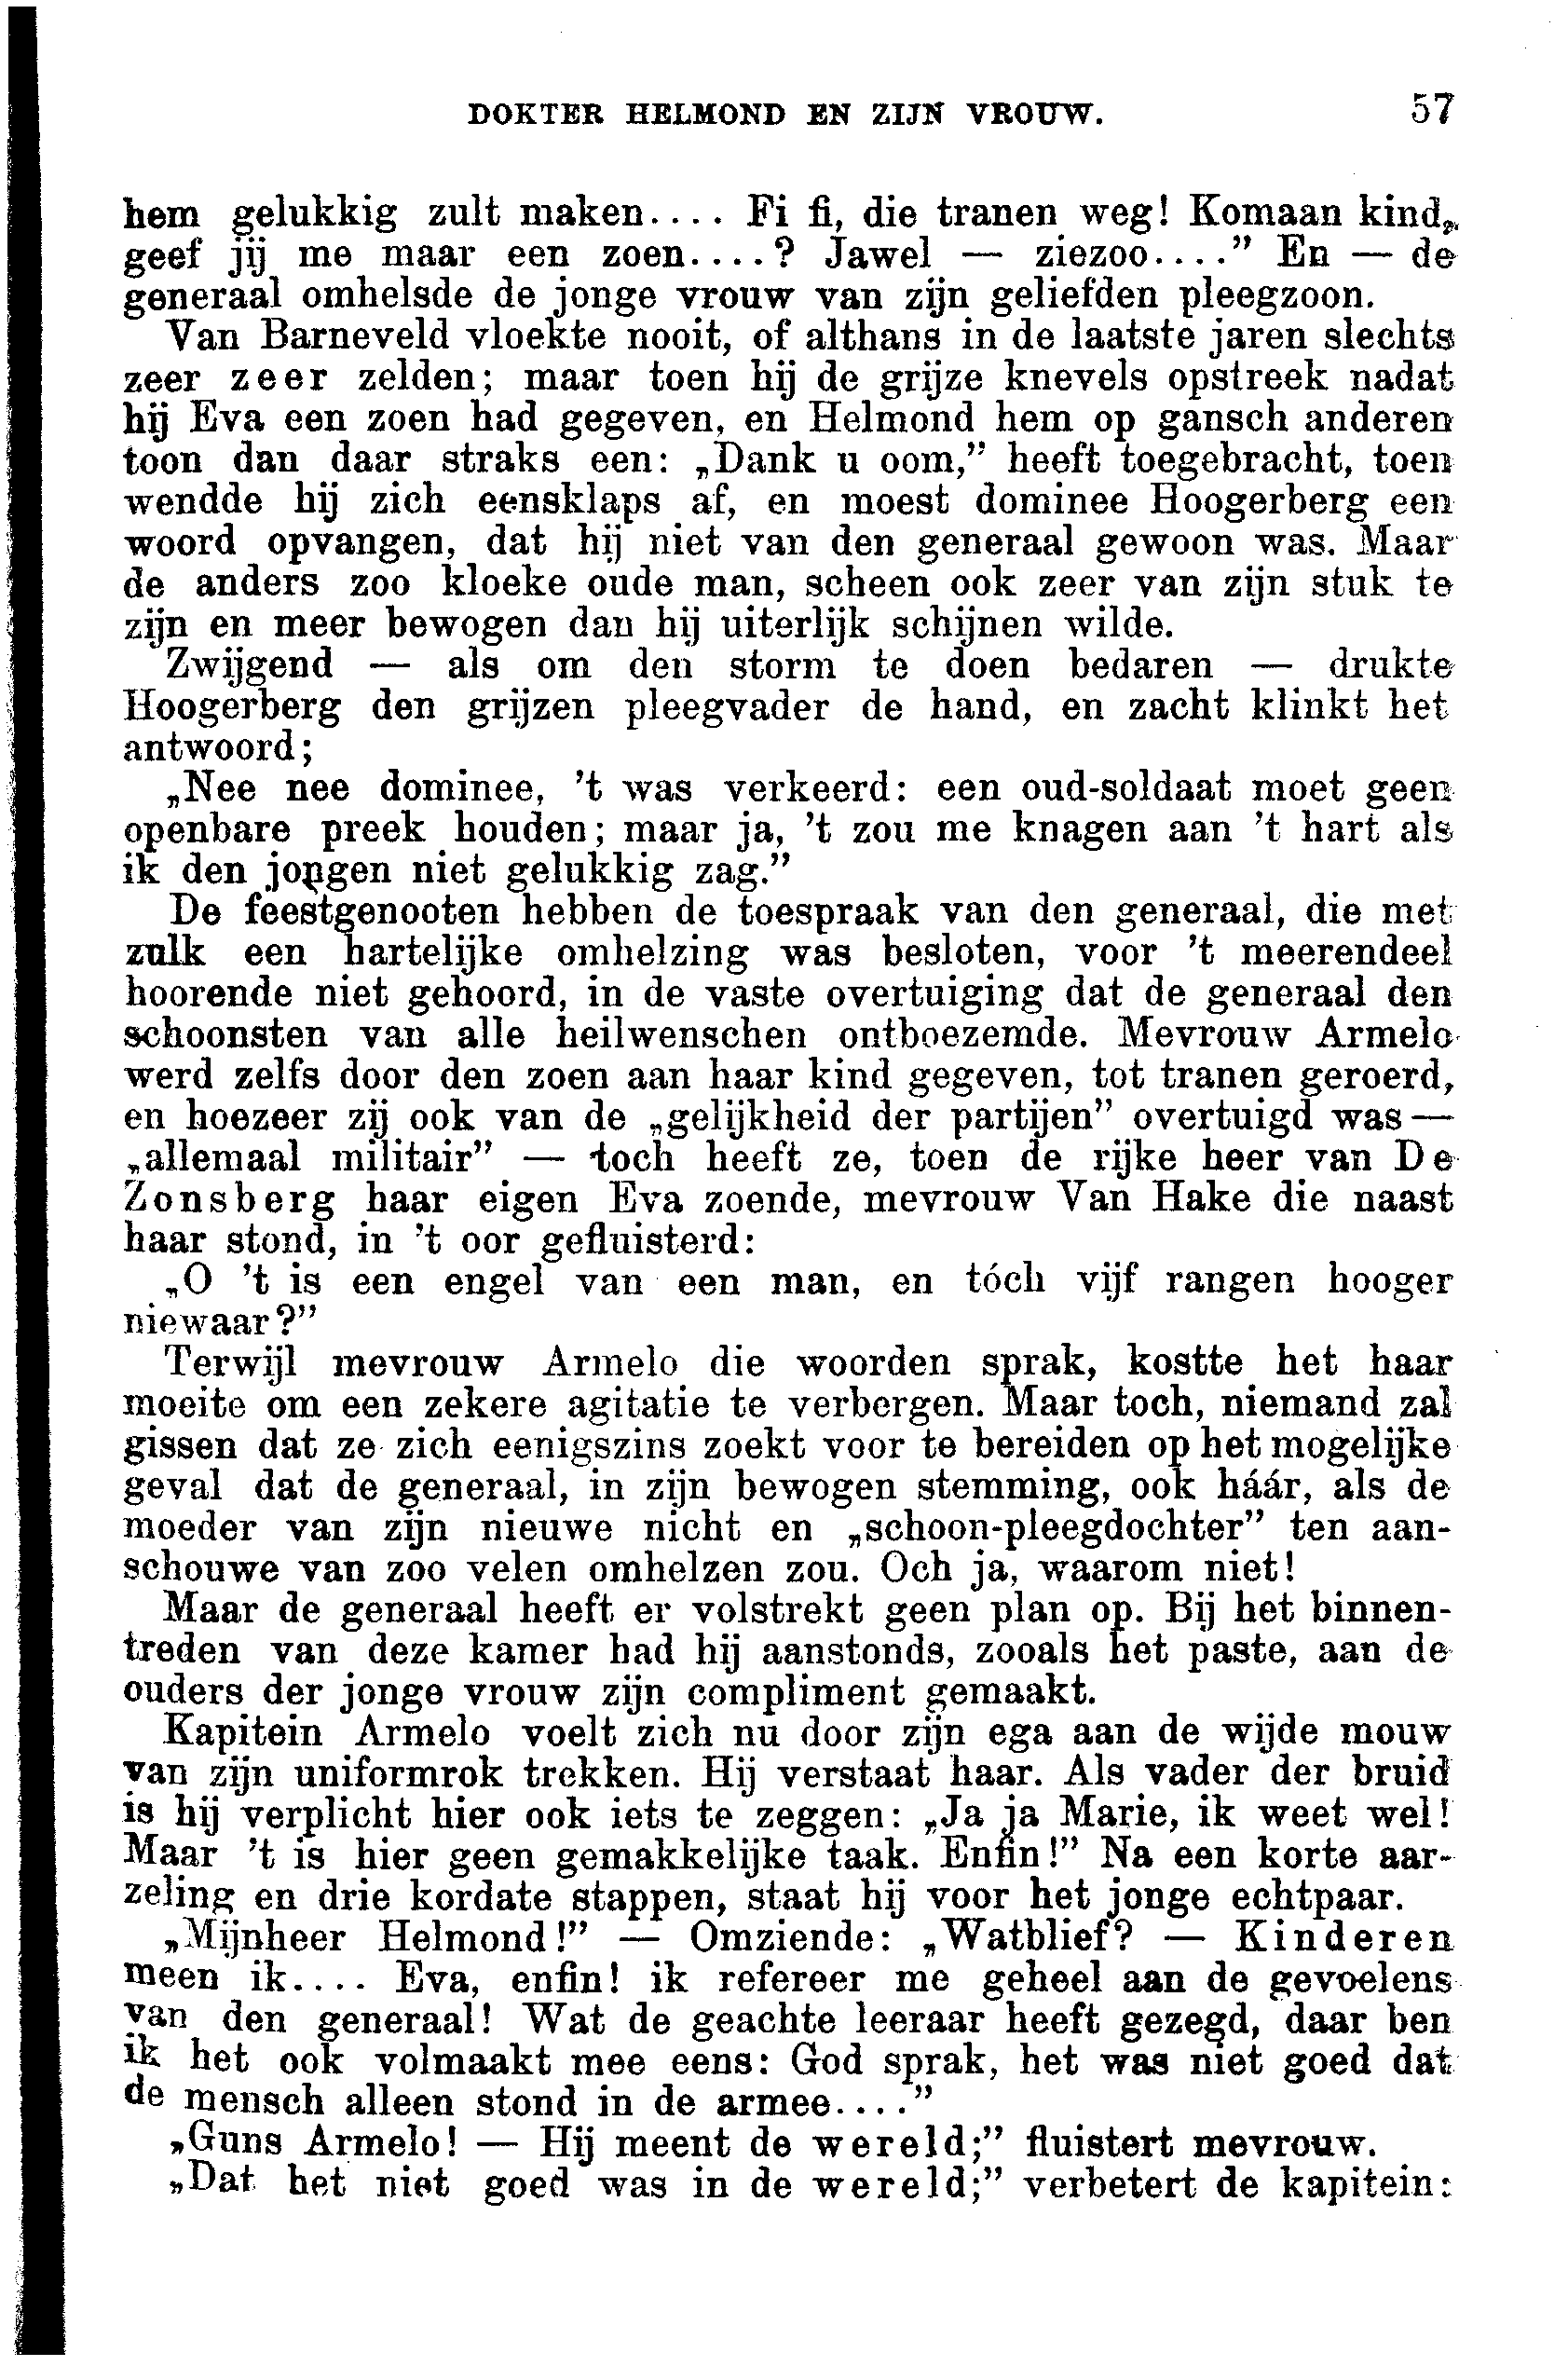 DOKTER HELMOND EN ZIJN VROUW. 57
hem gelukkig zult maken.... Fi fi, die tranen weg! Komaan kind,
geef jij me maar een zoen....? Jawel — ziezoo...." En — de
generaal omhelsde de jonge vrouw van zijn geliefden pleegzoon.
Van Barneveld vloekte nooit, of althans in de laatste jaren slechts
zeer zeer zelden; maar toen hij de grijze knevels opstreek nadat
hij Eva een zoen had gegeven, en Helmond hem op gansch anderen
toon dan daar straks een: „Dank u oom,” heeft toegebracht, toen
wendde hij zich eensklaps af, en moest dominee Hoogerberg een
woord opvangen, dat hij niet van den generaal gewoon was. Maar
de anders zoo kloeke oude man, scheen ook zeer van zijn stuk te
zijn en meer bewogen dan hij uiterlijk schijnen wilde.
Zwijgend — als om den storm te doen bedaren — drukte
Hoogerberg den grijzen pleegvader de hand, en zacht klinkt het
antwoord;
„Nee nee dominee, 't was verkeerd: een oud-soldaat moet geen
openbare preek houden; maar ja, 't zou me knagen aan 't hart als
ik den jongen niet gelukkig zag.”
De feestgenooten hebben de toespraak van den generaal, die met
zulk een hartelijke omhelzing was besloten, voor 't meerendeel
hoorende niet gehoord, in de vaste overtuiging dat de generaal den
schoonsten van alle heilwenschen ontboezemde. Mevrouw Armelo
werd zelfs door den zoen aan haar kind gegeven, tot tranen geroerd,
en hoezeer zij ook van de „gelijkheid der partijen” overtuigd was —
„allemaal militair” — toch heeft ze, toen de rijke heer van De
Zonsberg haar eigen Eva zoende, mevrouw Van Hake die naast
haar stond, in 't oor gefluisterd:
„O 't is een engel van een man, en tóch vijf rangen hooger
niewaar?”
Terwijl mevrouw Armelo die woorden sprak, kostte het haar
moeite om een zekere agitatie te verbergen. Maar toch, niemand zal
gissen dat ze zich eenigszins zoekt voor te bereiden op het mogelijke
geval dat de generaal, in zijn bewogen stemming, ook háár, als de
moeder van zijn nieuwe nicht en „schoon-pleegdochter” ten aan-
schouwe van zoo velen omhelzen zou. Och ja, waarom niet!
Maar de generaal heeft er volstrekt geen plan op. Bij het binnen-
treden van deze kamer had hij aanstonds, zooals het paste, aan de
ouders der jonge vrouw zijn compliment gemaakt.
Kapitein Armelo voelt zich nu door zijn ega aan de wijde mouw
van zijn uniformrok trekken. Hij verstaat haar. Als vader der bruid
is hij verplicht hier ook iets te zeggen: „Ja ja Marie, ik weet wel!
Maar 't is hier geen gemakkelijke taak. Enfin!” Na een korte aar-
zeling en drie kordate stappen, staat hij voor het jonge echtpaar.
„Mijnheer Helmond!” — Omziende: „Watblief? — Kinderen
meen ik.... Eva, enfin! ik refereer me geheel aan de gevoelens
van den generaal! Wat de geachte leeraar heeft gezegd, daar ben
ik het ook volmaakt mee eens: God sprak, het was niet goed dat
de mensch alleen stond in de armee....”
„Guns Armelo! — Hij meent de wereld;” fluistert mevrouw.
„Dat het niet goed was in de wereld;” verbetert de kapitein: